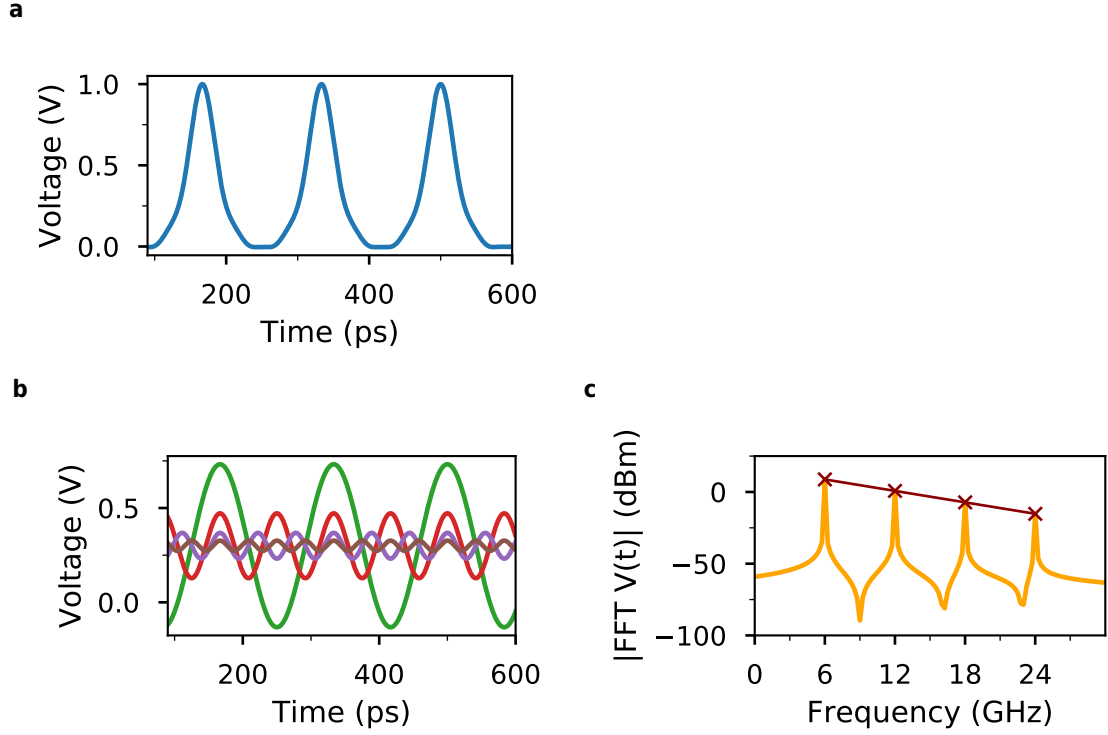 a
Voltage (V)
1.0
0.5
0.0
200 400 600
Time (ps)
b
Voltage (V)
0.5
0.0
200 400 600
Time (ps)
c
|FFT V(t)| (dBm)
0
−50
−100
0 6 12 18 24
Frequency (GHz)